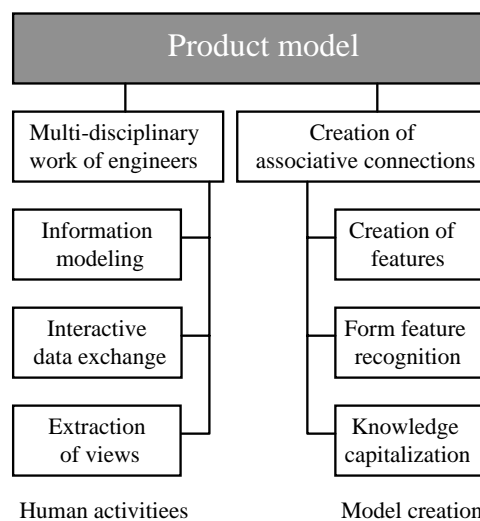 Product model
Multi-disciplinary
work of engineers
Creation of
associative connections
Information
modeling
Creation of
features
Interactive
data exchange
Form feature
recognition
Extraction
of views
Knowledge
capitalization
Human activitiees
Model creation